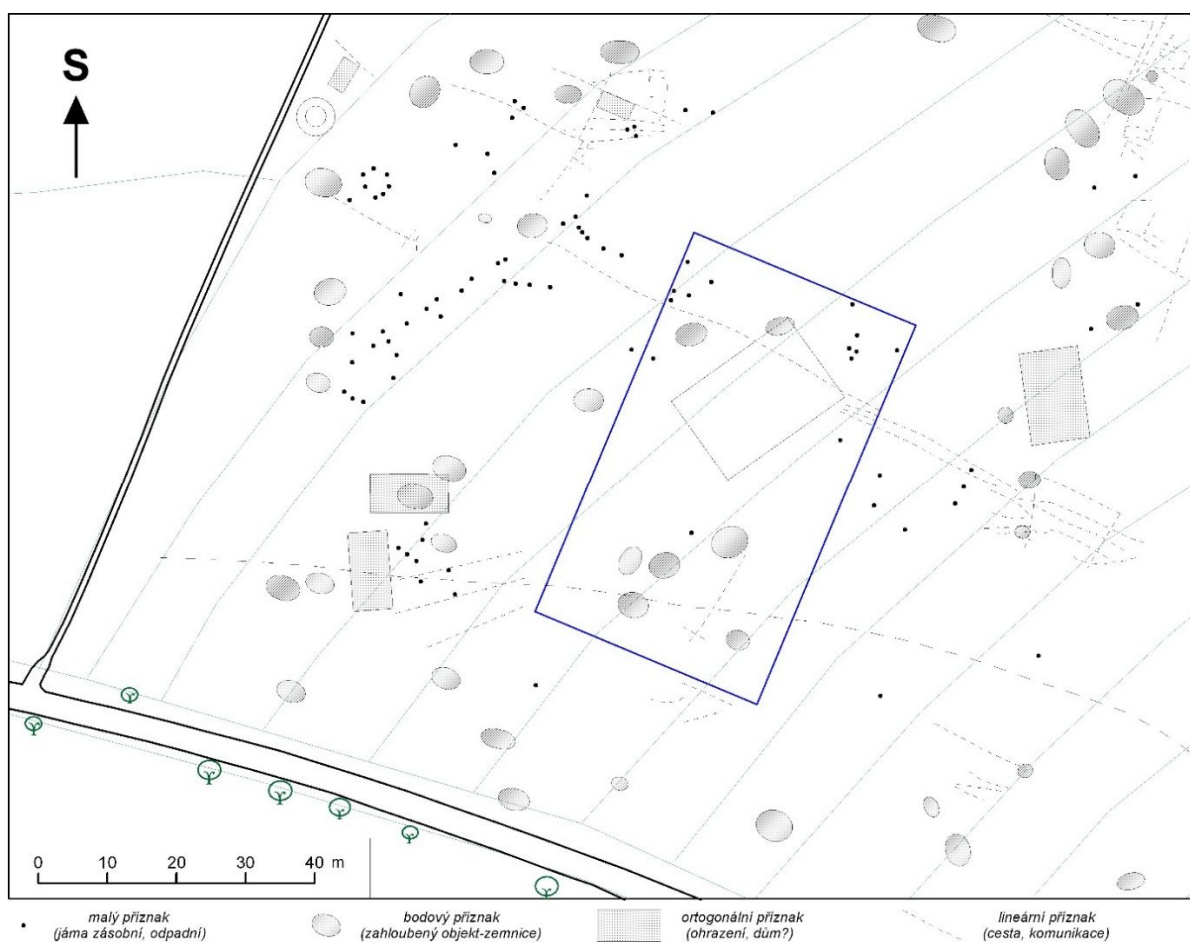 S
0 10 20 30 40 m
malý příznak
(jáma zásobní, odpadní)
bodový příznak
(zahloubený objekt-zemnice)
ortogonální příznak
(ohrazení, dům?)
lineární příznak
(cesta, komunikace)